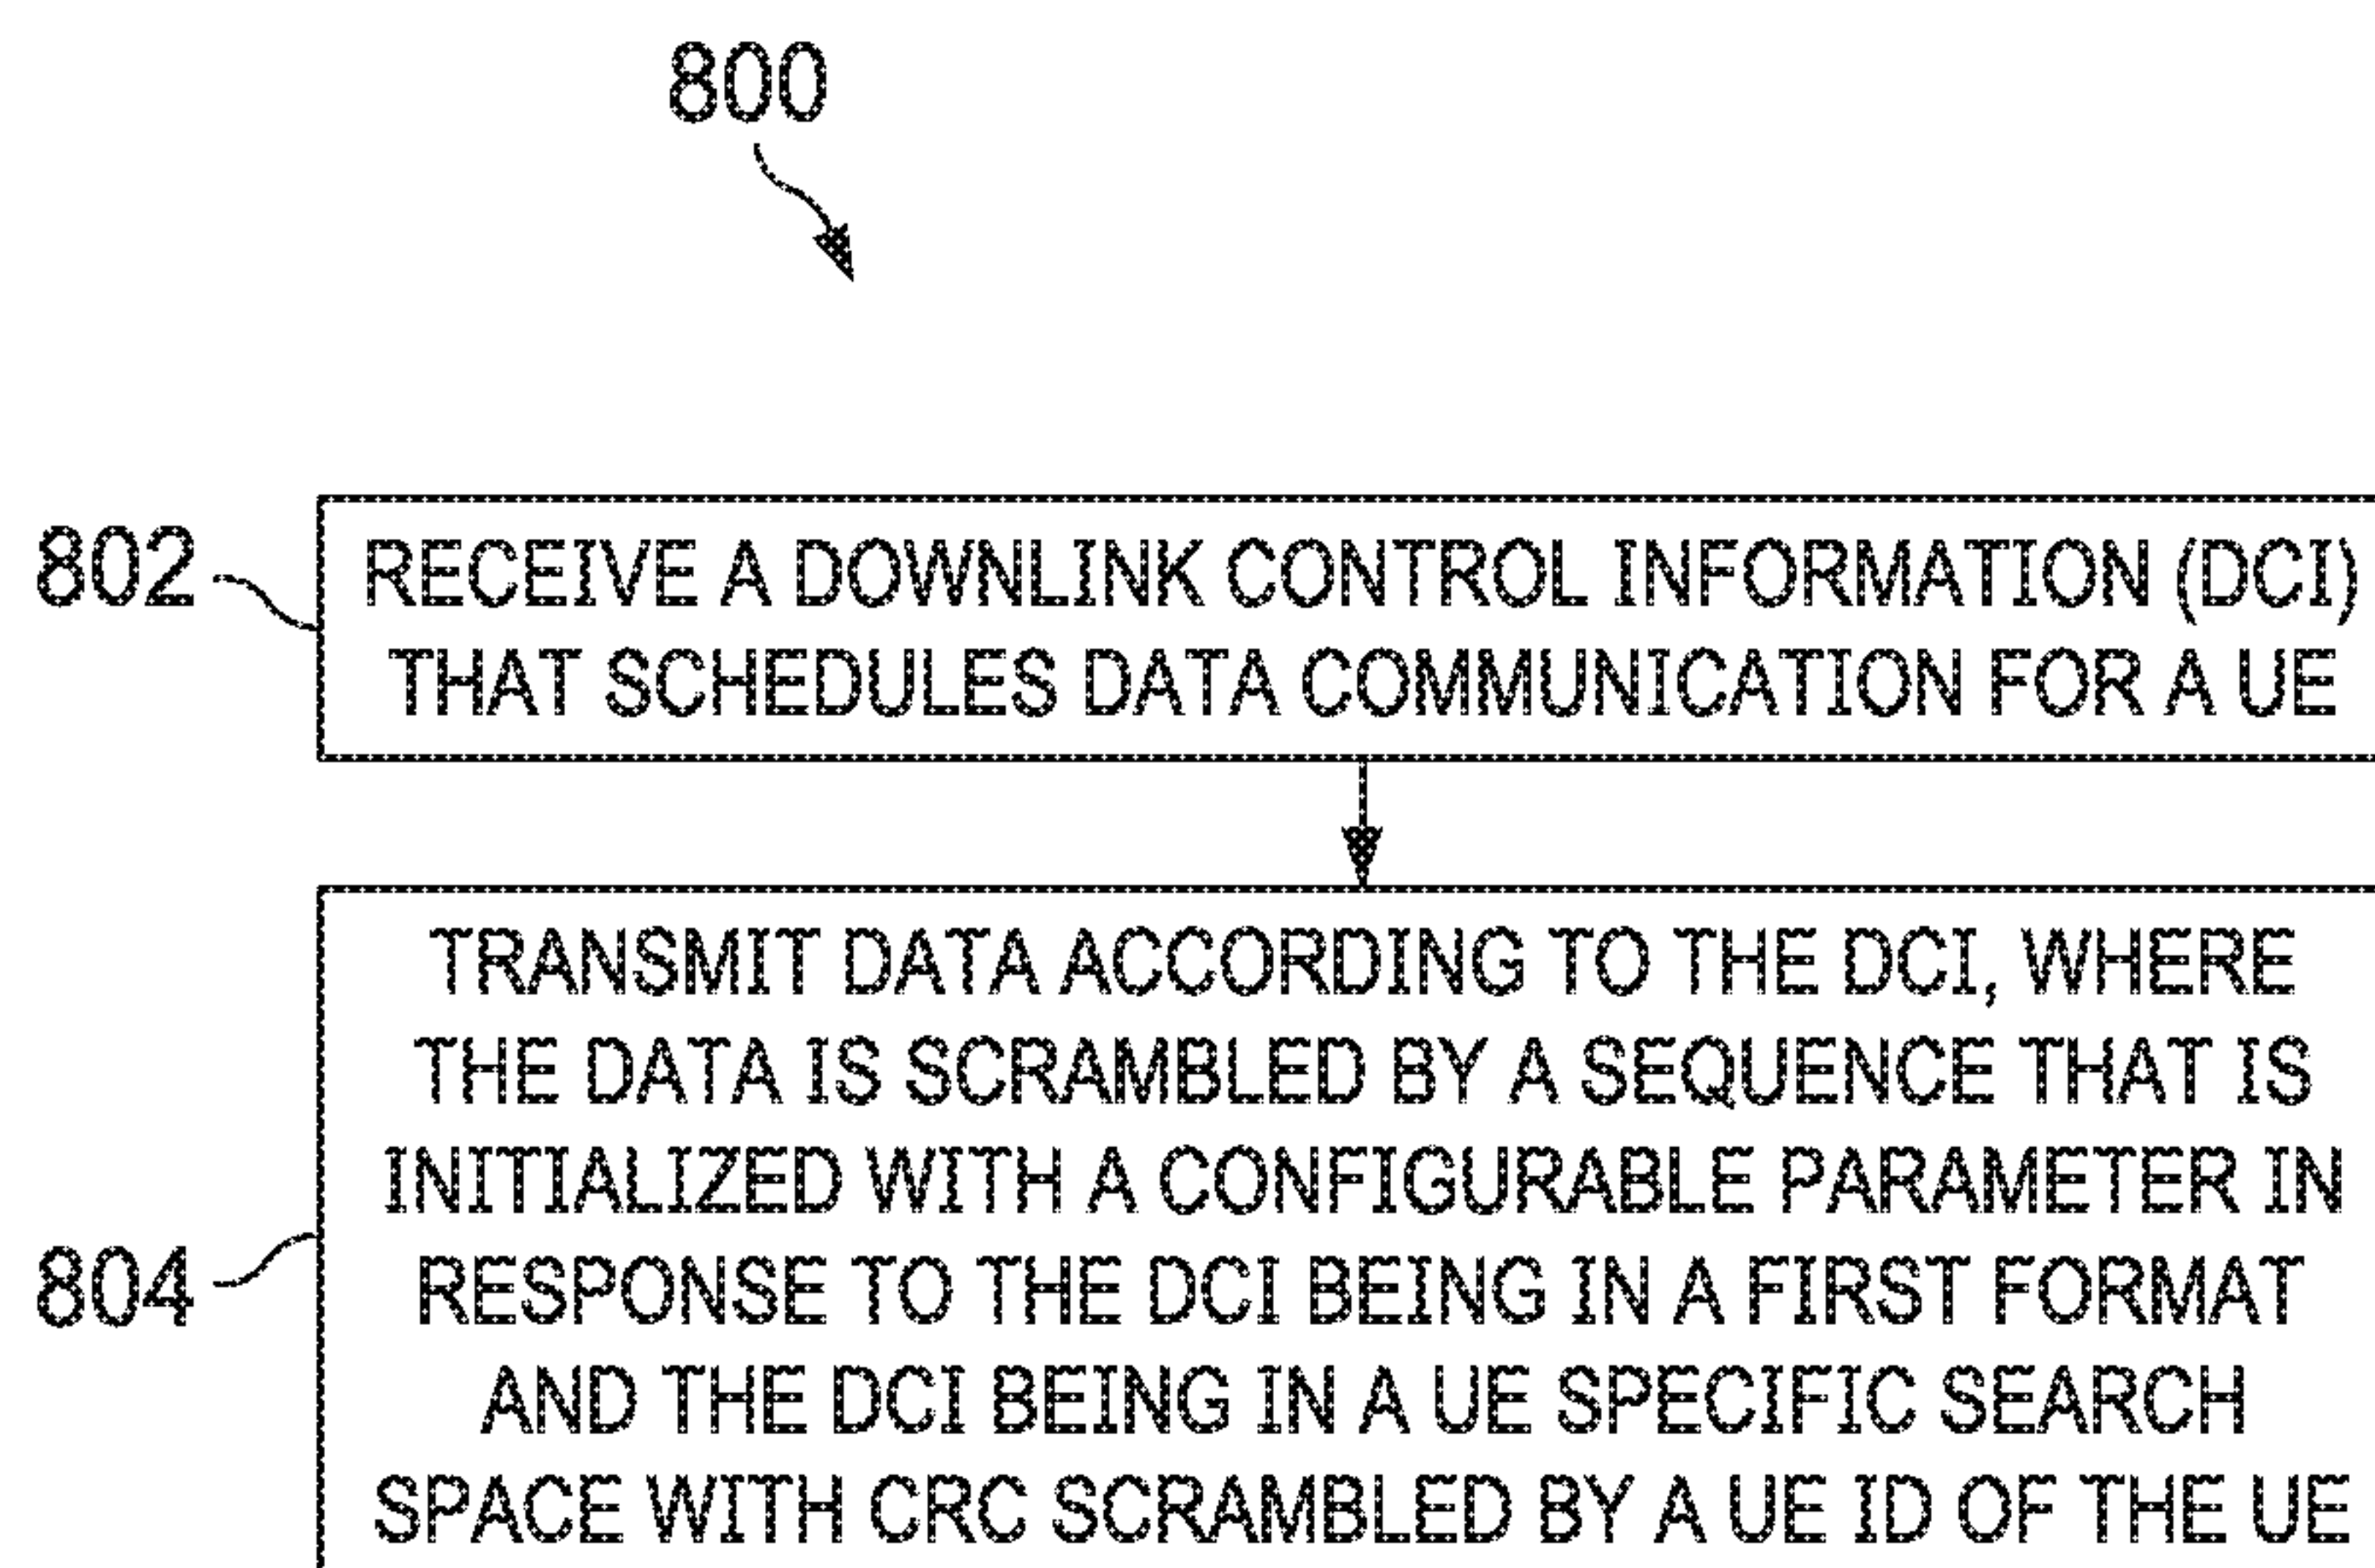 800
802
RECEIVE A DOWNLINK CONTROL INFORMATION (DCI)
THAT SCHEDULES DATA COMMUNICATION FOR A UE
804
TRANSMIT DATA ACCORDING TO THE DCI, WHERE
THE DATA IS SCRAMBLED BY A SEQUENCE THAT IS
INITIALIZED WITH A CONFIGURABLE PARAMETER IN
RESPONSE TO THE DCI BEING IN A FIRST FORMAT
AND THE DCI BEING IN A UE SPECIFIC SEARCH
SPACE WITH CRC SCRAMBLED BY A UE ID OF THE UE